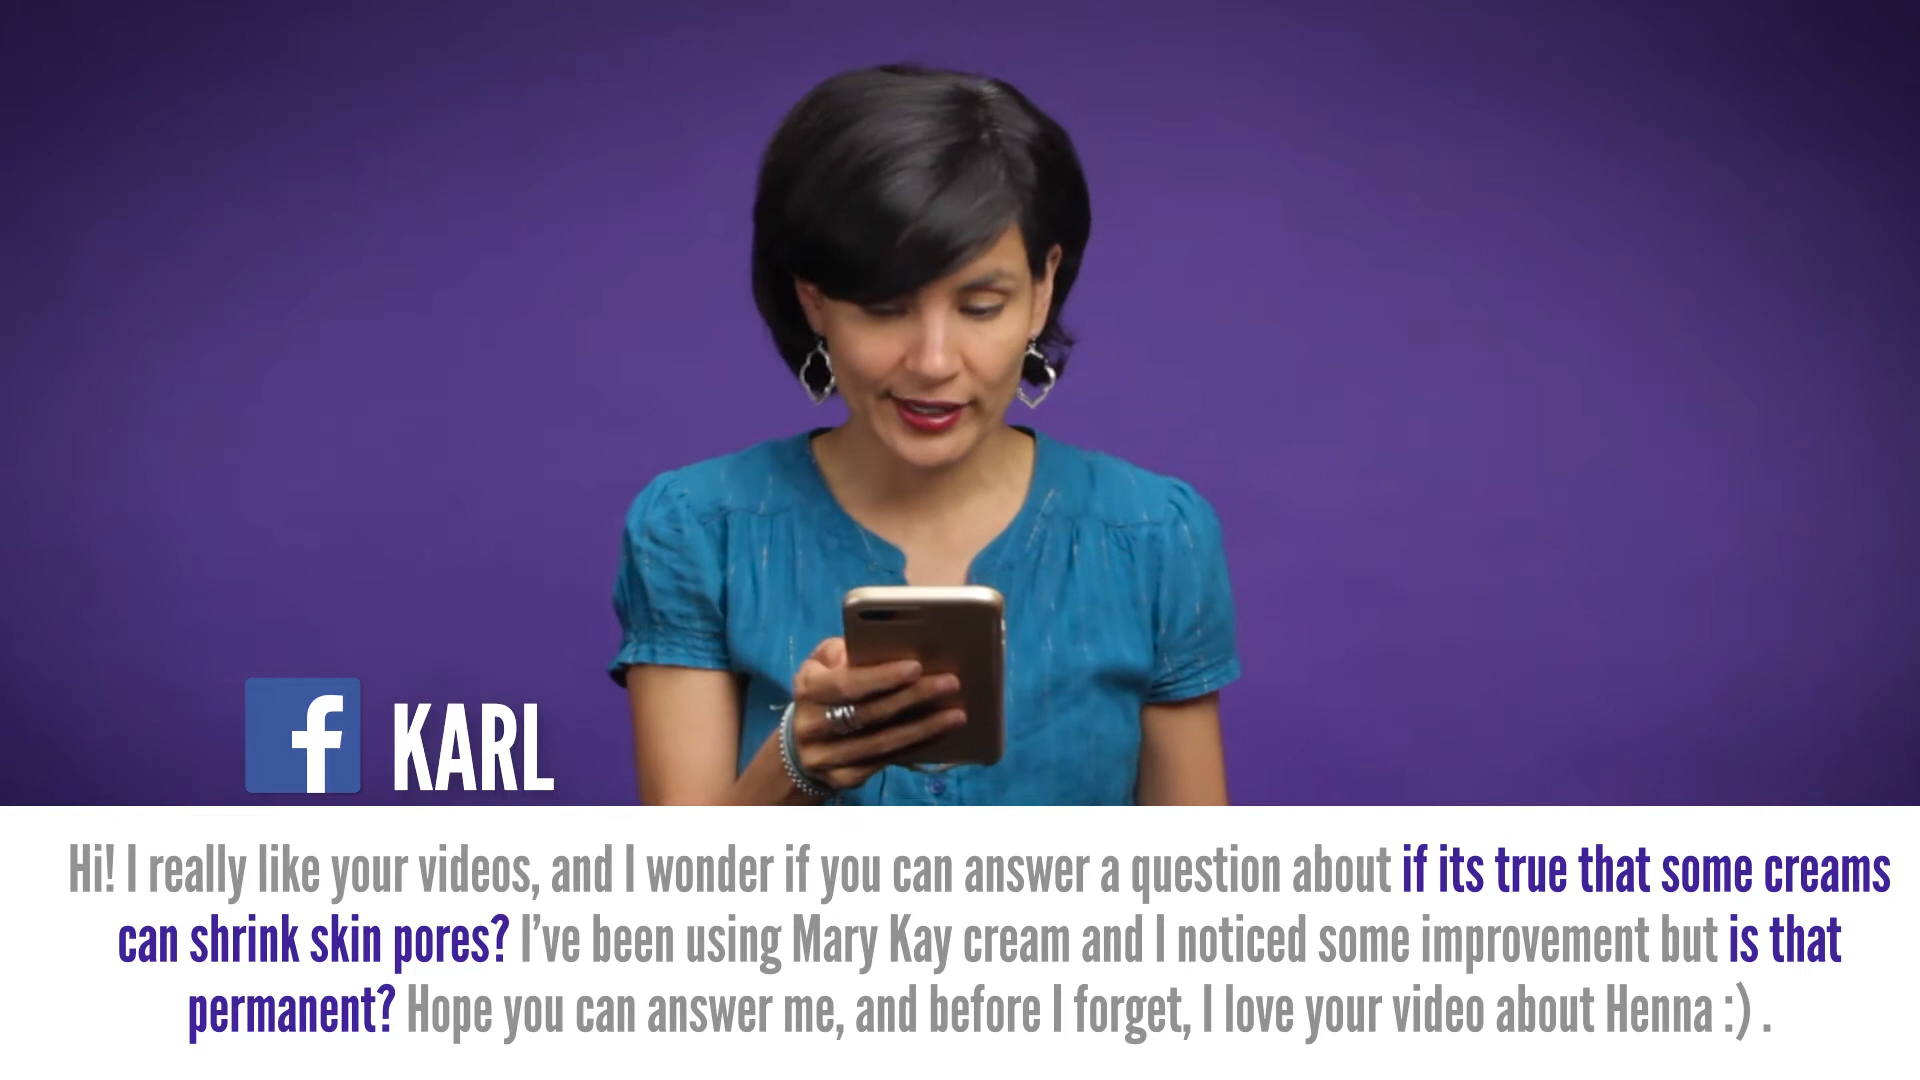 f KARL
Hi! I really like your videos, and I wonder if you can answer a question about if its true that some creams
can shrink skin pores? I've been using Mary Kay cream and I noticed some improvement but is that
permanent? Hope you can answer me, and before I forget, I love your video about Henna :) .